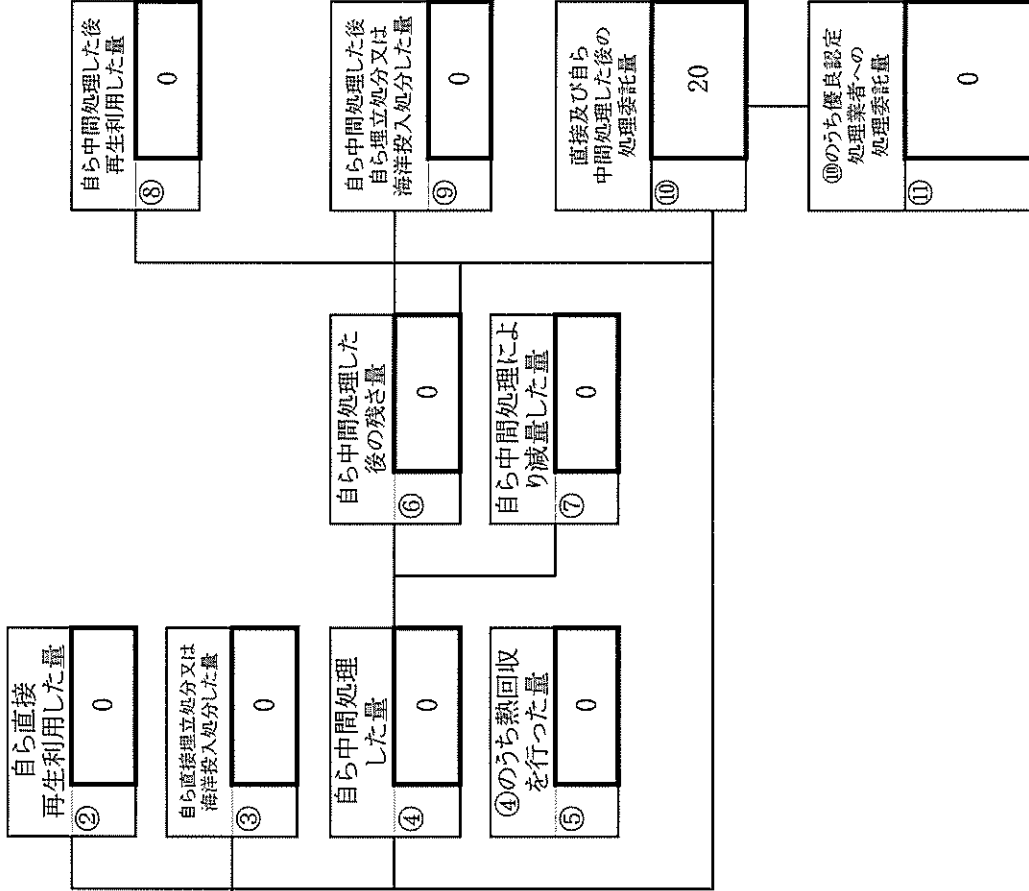 自ら直接
再生利用した量
②
0
自ら直接埋立処分又は
海洋投入処分した量
③
0
自ら中間処理
した量
④
0
④のうち熱回収
を行った量
⑤
0
自ら中間処理した
後の残さ量
⑥
0
自ら中間処理によ
り減量した量
⑦
0
自ら中間処理した後
再生利用した量
⑧
0
自ら中間処理した後
自ら埋立処分又は
海洋投入処分した量
⑨
0
直接及び自ら
中間処理した後の
処理委託量
⑩
20
⑩のうち優良認定
処理業者への
処理委託量
⑪
0